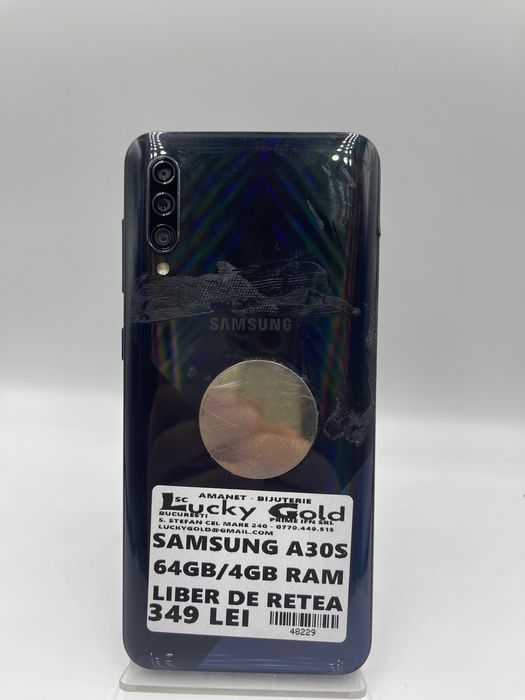 SAMSUNG
AMANET - BIJUTERIE
SC Lucky Gold
BUCURESTI PRIME IFN SRL
S. STEFAN CEL MARE 240 - 0770.449.515
LUCKYGOLD@GMAIL.COM
SAMSUNG A30S
64GB/4GB RAM
LIBER DE RETEA
349 LEI
48229